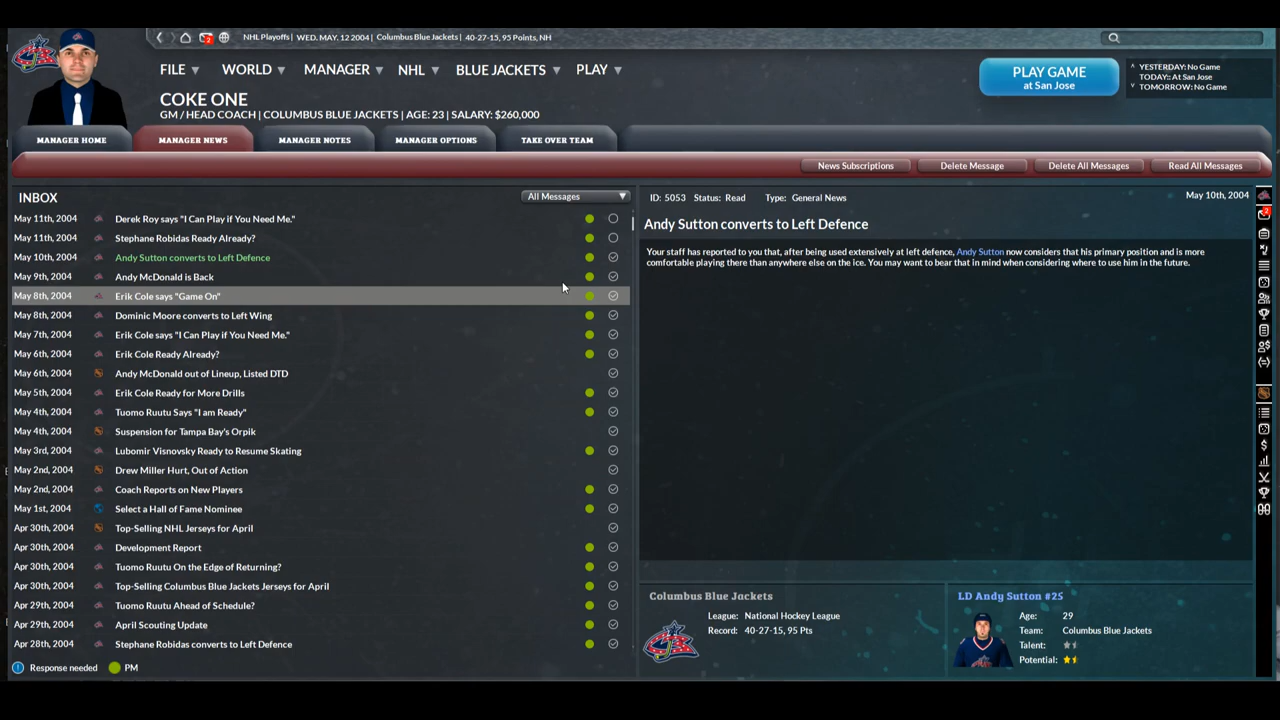 NHL Playoffs | WED. MAY. 12 2004 | Columbus Blue Jackets | 40-27-15, 95 Points, NH
2
FILE WORLD MANAGER NHL BLUE JACKETS PLAY
PLAY GAME
at San Jose
YESTERDAY: No Game
TODAY:: At San Jose
TOMORROW: No Game
COKE ONE
GM / HEAD COACH | COLUMBUS BLUE JACKETS | AGE: 23 | SALARY: $260,000
MANAGER HOME MANAGER NEWS MANAGER NOTES MANAGER OPTIONS TAKE OVER TEAM
News Subscriptions Delete Message Delete All Messages Read All Messages
INBOX All Messages
May 11th, 2004 Derek Roy says "I Can Play if You Need Me."
May 11th, 2004 Stephane Robidas Ready Already?
May 10th, 2004 Andy Sutton converts to Left Defence
May 9th, 2004 Andy McDonald is Back
May 8th, 2004 Erik Cole says "Game On"
May 8th, 2004 Dominic Moore converts to Left Wing
May 7th, 2004 Erik Cole says "I Can Play if You Need Me."
May 6th, 2004 Erik Cole Ready Already?
May 6th, 2004 Andy McDonald out of Lineup, Listed DTD
May 5th, 2004 Erik Cole Ready for More Drills
May 4th, 2004 Tuomo Ruutu Says "I am Ready"
May 4th, 2004 Suspension for Tampa Bay's Orpik
May 3rd, 2004 Lubomir Visnovsky Ready to Resume Skating
May 2nd, 2004 Drew Miller Hurt, Out of Action
May 2nd, 2004 Coach Reports on New Players
May 1st, 2004 Select a Hall of Fame Nominee
Apr 30th, 2004 Top-Selling NHL Jerseys for April
Apr 30th, 2004 Development Report
Apr 30th, 2004 Tuomo Ruutu On the Edge of Returning?
Apr 30th, 2004 Top-Selling Columbus Blue Jackets Jerseys for April
Apr 29th, 2004 Tuomo Ruutu Ahead of Schedule?
Apr 29th, 2004 April Scouting Update
Apr 28th, 2004 Stephane Robidas converts to Left Defence
Response needed PM
ID: 5053 Status: Read Type: General News May 10th, 2004
Andy Sutton converts to Left Defence
Your staff has reported to you that, after being used extensively at left defence, Andy Sutton now considers that his primary position and is more
comfortable playing there than anywhere else on the ice. You may want to bear that in mind when considering where to use him in the future.
Columbus Blue Jackets
League: National Hockey League
Record: 40-27-15, 95 Pts
LD Andy Sutton #25
Age: 29
Team: Columbus Blue Jackets
Talent:
Potential:
2